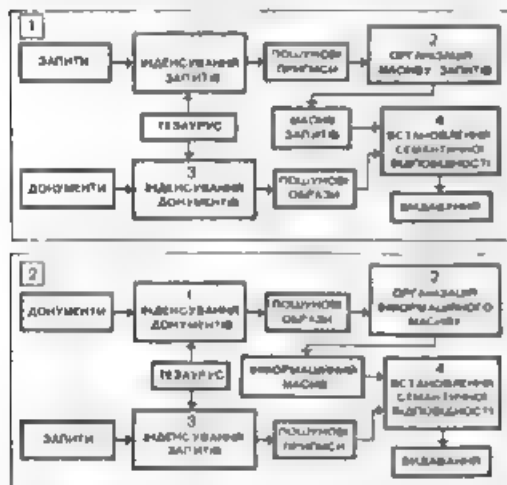 1
ЗАПИТИ
1
ІНДЕКСУВАННЯ
ЗАПИТІВ
ПОШУКОВІ
ПРИПИСИ
2
ОРГАНІЗАЦІЯ
МАСИВУ ЗАПИТІВ
ТЕЗАУРУС
МАСИВ
ЗАПИТІВ
4
ВСТАНОВЛЕННЯ
СЕМАНТИЧНОЇ
ВІДПОВІДНОСТІ
ДОКУМЕНТИ
3
ІНДЕКСУВАННЯ
ДОКУМЕНТІВ
ПОШУКОВІ
ОБРАЗИ
ВИДАВАННЯ
2
ДОКУМЕНТИ
1
ІНДЕКСУВАННЯ
ДОКУМЕНТІВ
ПОШУКОВІ
ОБРАЗИ
2
ОРГАНІЗАЦІЯ
ІНФОРМАЦІЙНОГО
МАСИВУ
ТЕЗАУРУС
ІНФОРМАЦІЙНИЙ
МАСИВ
4
ВСТАНОВЛЕННЯ
СЕМАНТИЧНОЇ
ВІДПОВІДНОСТІ
ЗАПИТИ
3
ІНДЕКСУВАННЯ
ЗАПИТІВ
ПОШУКОВІ
ПРИПИСИ
ВИДАВАННЯ